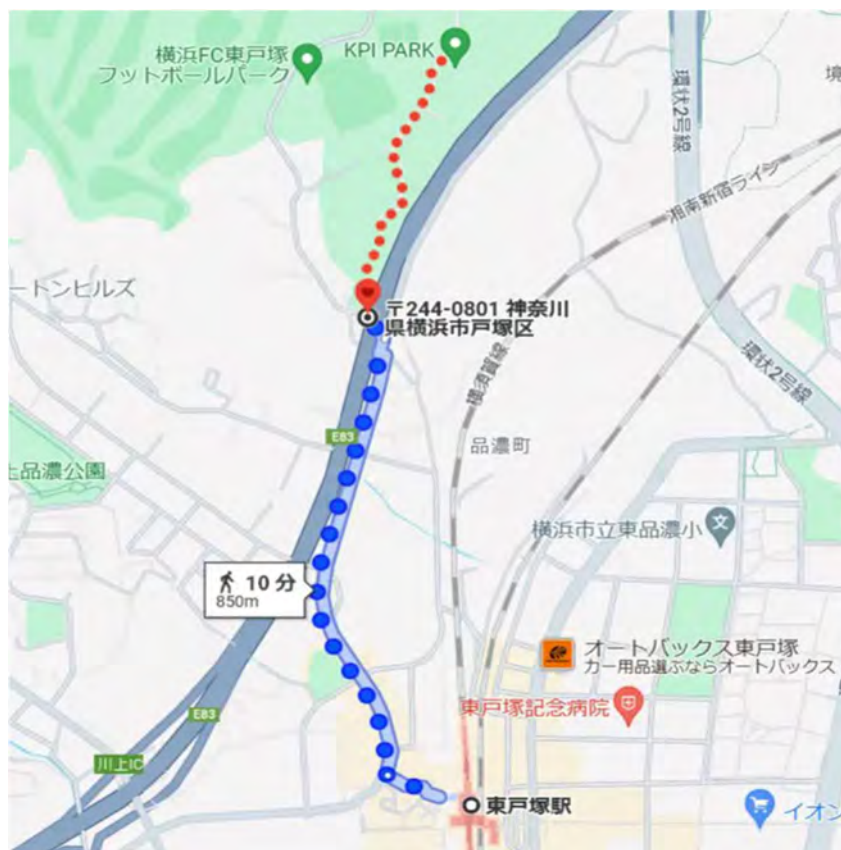 横浜FC東戸塚
フットボールパーク
KPI PARK
環状2号線
境
湘南新宿ライン
ートンヒルズ
〒244-0801 神奈川
県横浜市戸塚区
横須賀線
環状2号線
E83
品濃町
上品濃公園
横浜市立東品濃小
文
10 分
850m
オートバックス東戸塚
カー用品選ぶならオートバックス
東戸塚記念病院
E83
川上IC
東戸塚駅
イオン